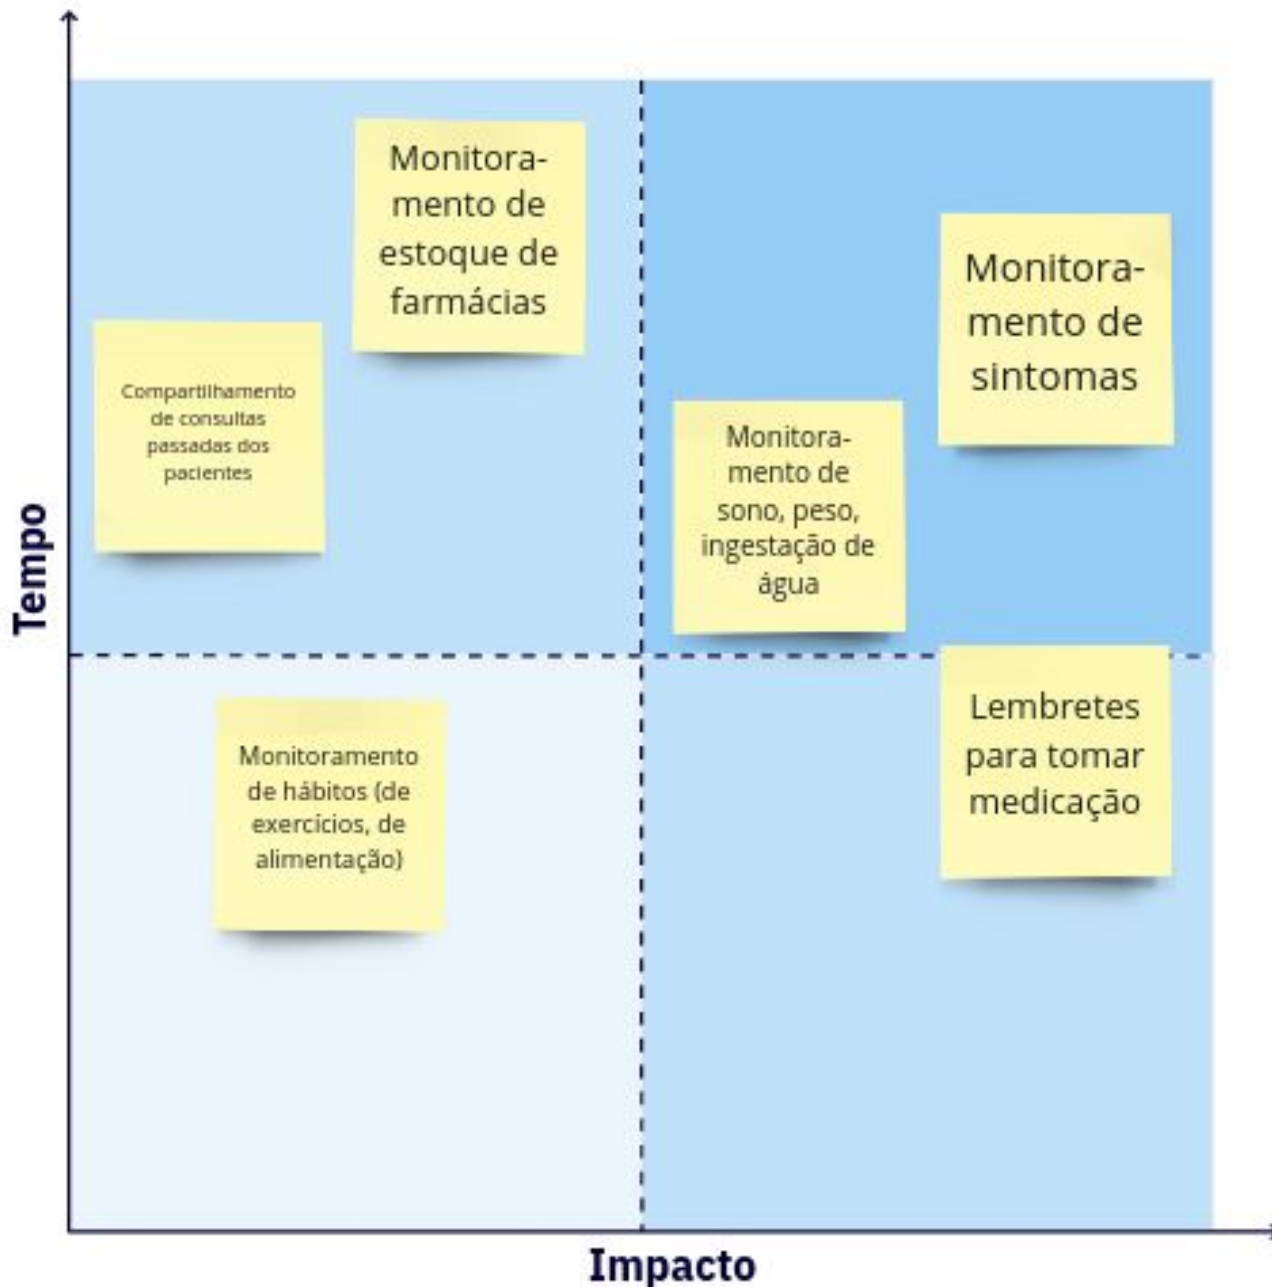 Monitora-
mento de
estoque de
farmácias
Monitora-
mento de
sintomas
Compartilhamento
de consultas
passadas dos
pacientes
Monitora-
mento de
sono, peso,
ingestação de
água
Tempo
Lembretes
para tomar
medicação
Monitoramento
de hábitos (de
exercícios, de
alimentação)
Impacto